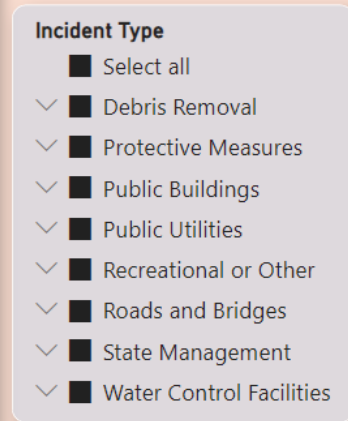 Incident Type
Select all
Debris Removal
Protective Measures
Public Buildings
Public Utilities
Recreational or Other
Roads and Bridges
State Management
Water Control Facilities